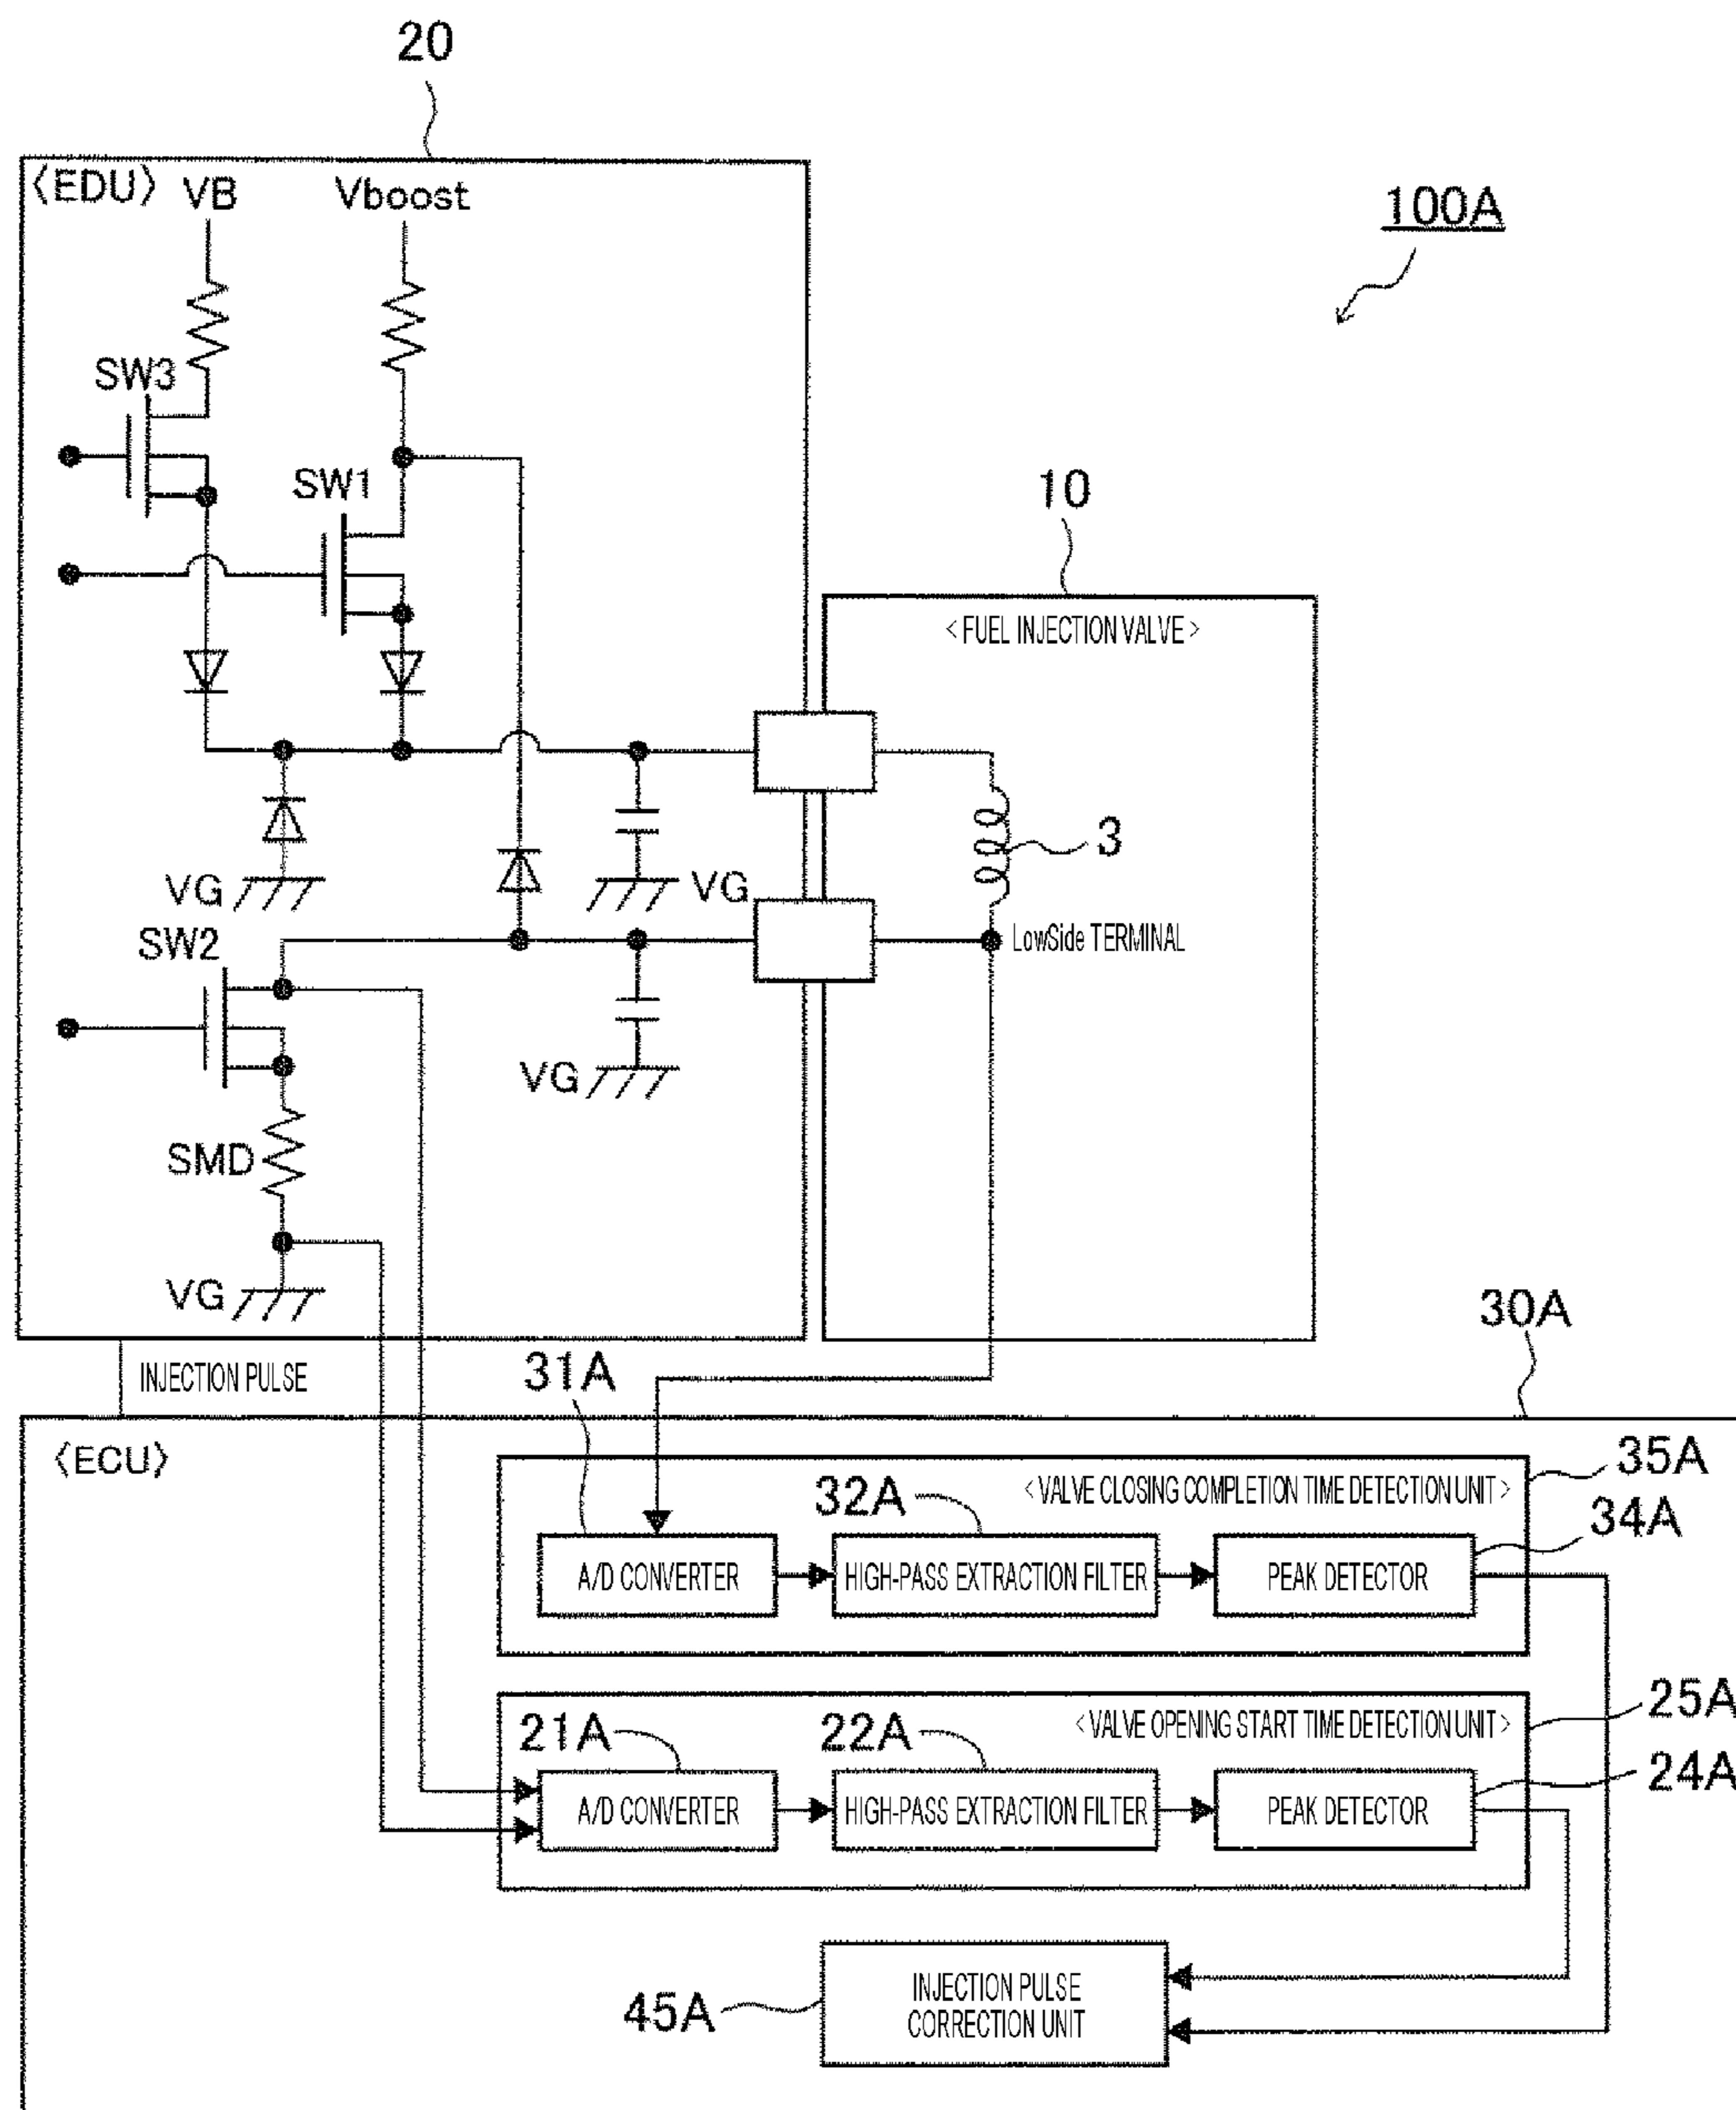 20
〈EDU〉 VB Vboost
100A
SW3
SW1
10
<FUEL INJECTION VALVE>
3
VG
VG
SW2
LowSide TERMINAL
VG
SMD
VG
30A
INJECTION PULSE
31A
〈ECU〉
35A
<VALVE CLOSING COMPLETION TIME DETECTION UNIT>
32A
34A
A/D CONVERTER
HIGH-PASS EXTRACTION FILTER
PEAK DETECTOR
25A
<VALVE OPENING START TIME DETECTION UNIT>
21A
22A
24A
A/D CONVERTER
HIGH-PASS EXTRACTION FILTER
PEAK DETECTOR
45A
INJECTION PULSE
CORRECTION UNIT